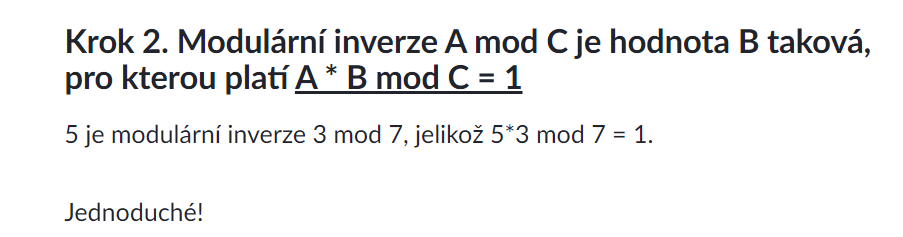 Krok 2. Modulární inverze A mod C je hodnota B taková,
pro kterou platí A * B mod C = 1
5 je modulární inverze 3 mod 7, jelikož 5*3 mod 7 = 1.
Jednoduché!